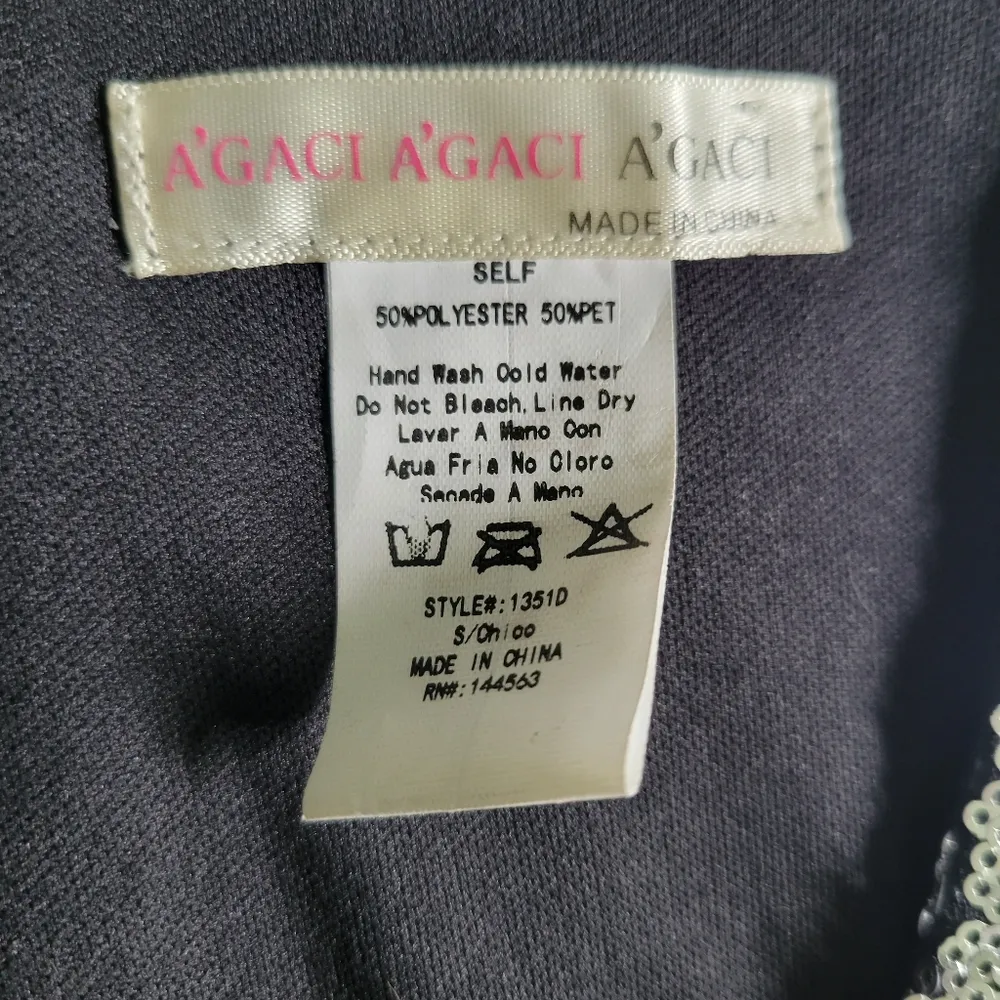 A'GACI A'GACI A'GACI
MADE IN CHINA
SELF
50%POLYESTER 50%PET
Hand Wash Cold Water
Do Not Bleach,Line Dry
Lavar A Mano Con
Agua Fria No Cloro
Secade A Mano
STYLE#:1351D
S/Chico
MADE IN CHINA
RN#:144563